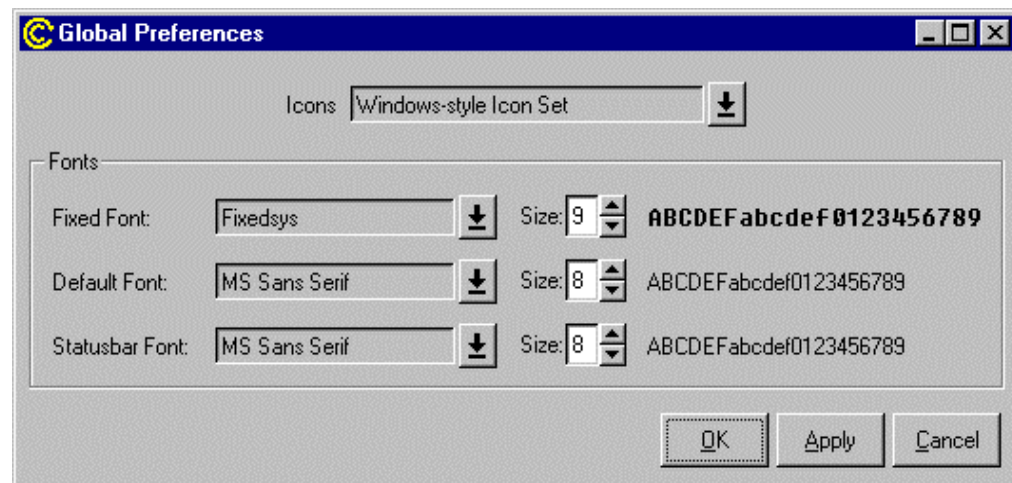 Global Preferences
Icons Windows-style Icon Set
Fonts
Fixed Font: Fixedsys Size: 9 ABCDEFabcdef0123456789
Default Font: MS Sans Serif Size: 8 ABCDEFabcdef0123456789
Statusbar Font: MS Sans Serif Size: 8 ABCDEFabcdef0123456789
OK Apply Cancel